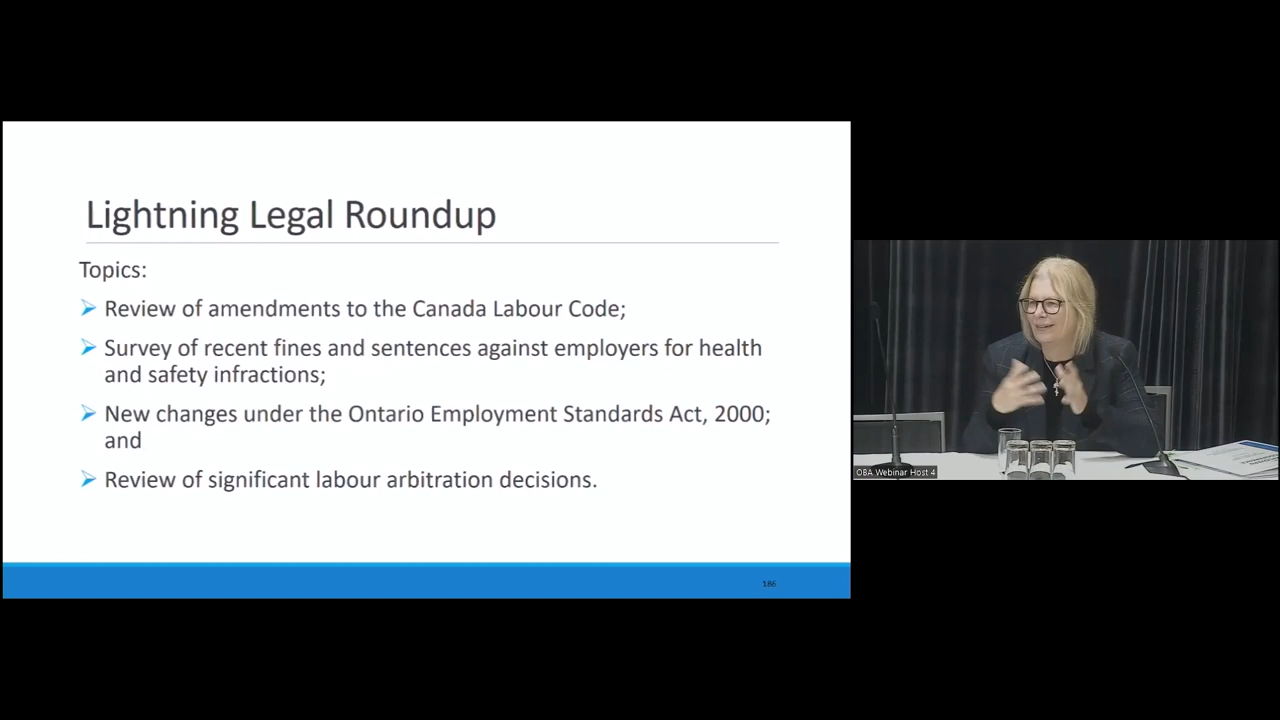 Lightning Legal Roundup
Topics:
Review of amendments to the Canada Labour Code;
Survey of recent fines and sentences against employers for health
and safety infractions;
New changes under the Ontario Employment Standards Act, 2000;
and
Review of significant labour arbitration decisions.
186
OBA Webinar Host 4